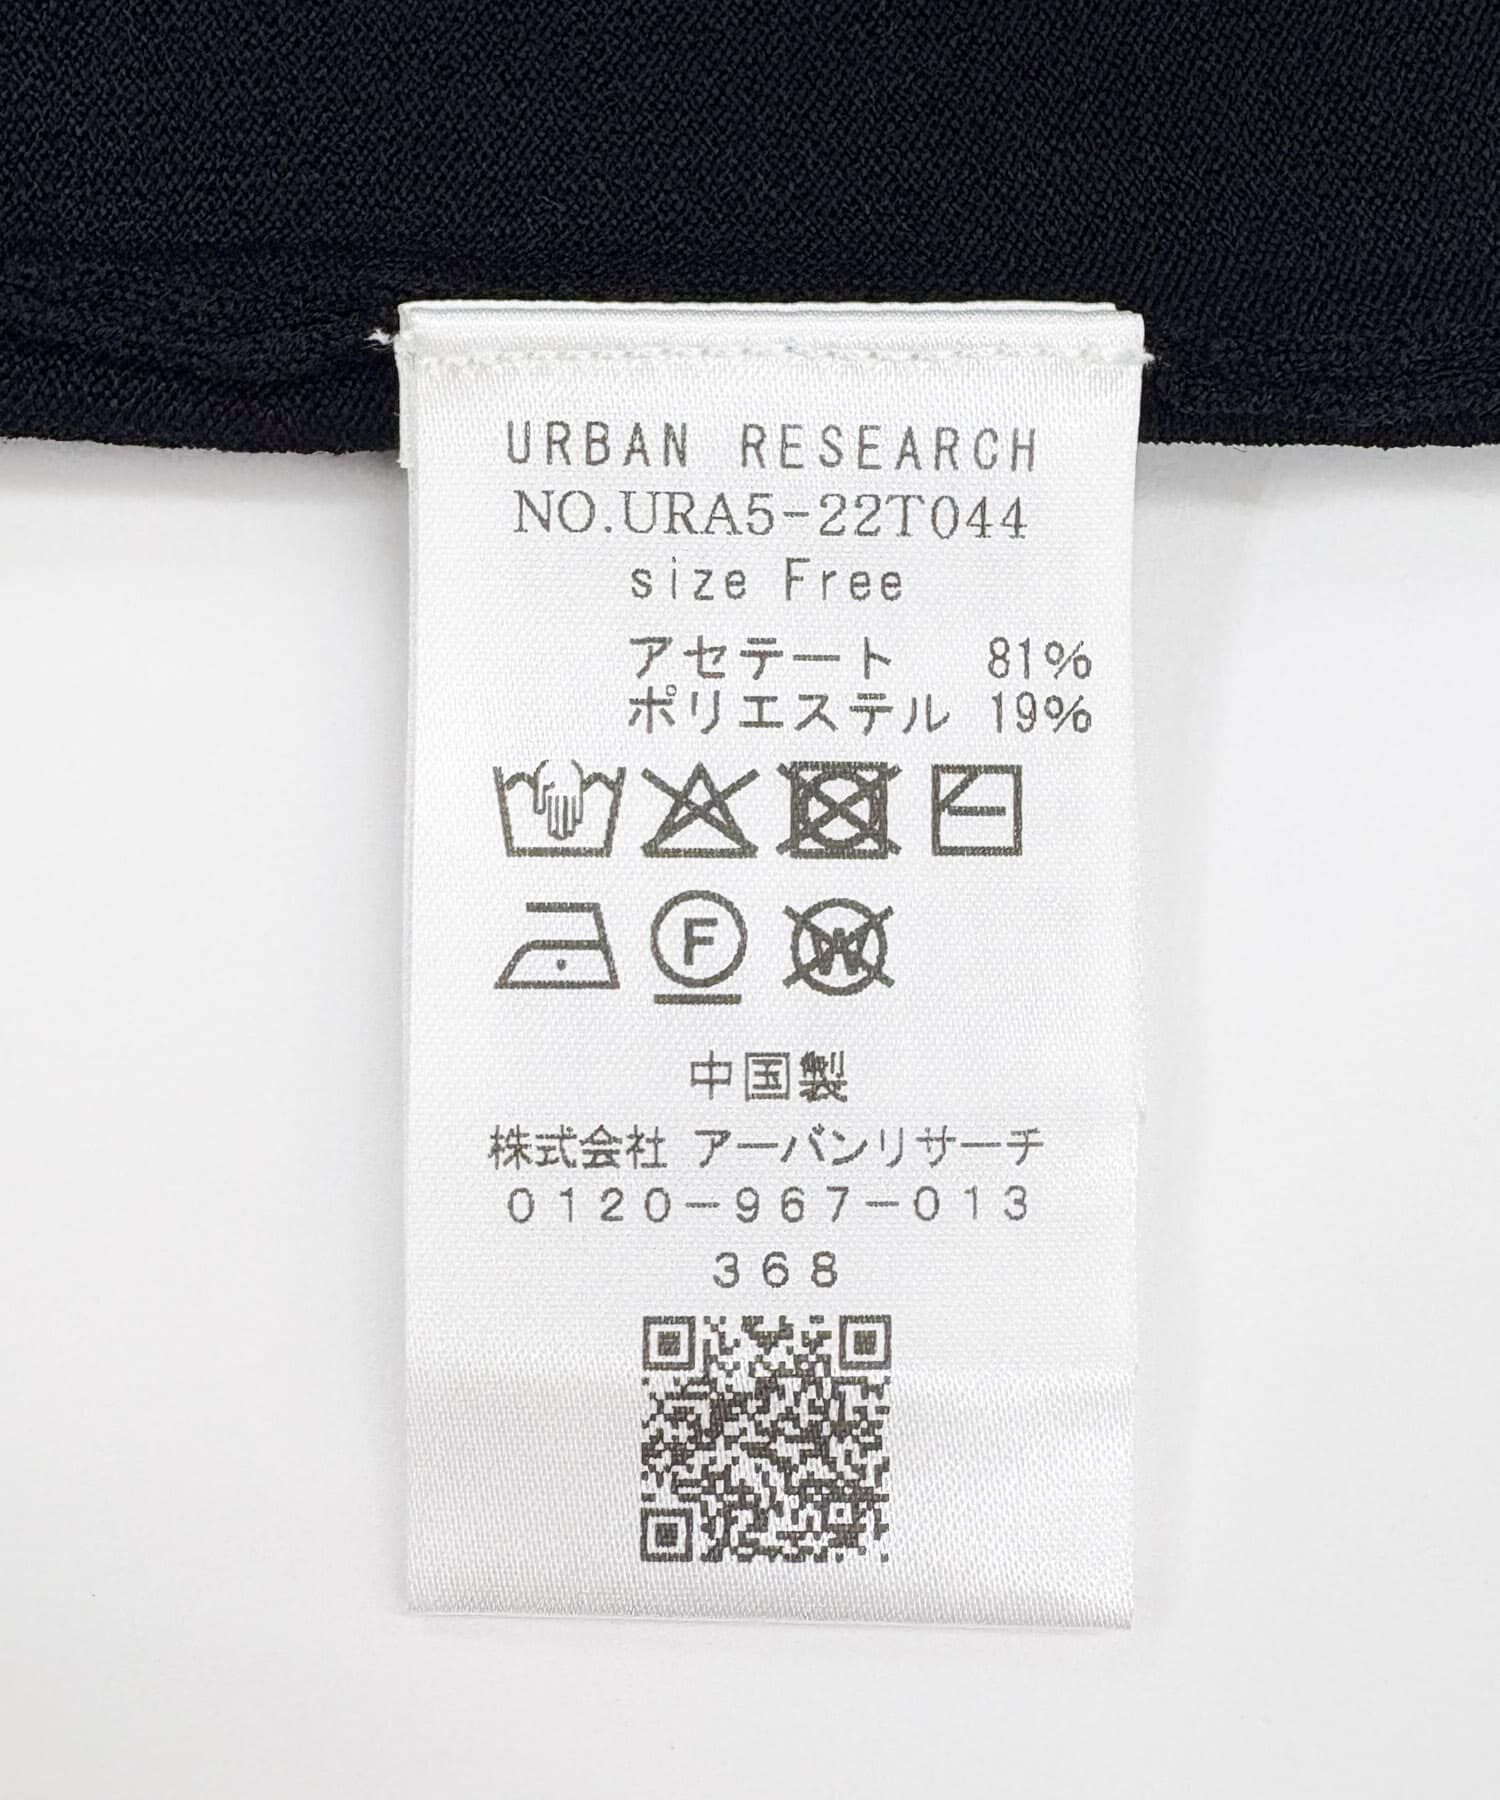 URBAN RESEARCH
NO.URA5-22T044
size Free
アセテート 81%
ポリエステル 19%
F
W
中国製
株式会社 アーバンリサーチ
0120-967-013
368